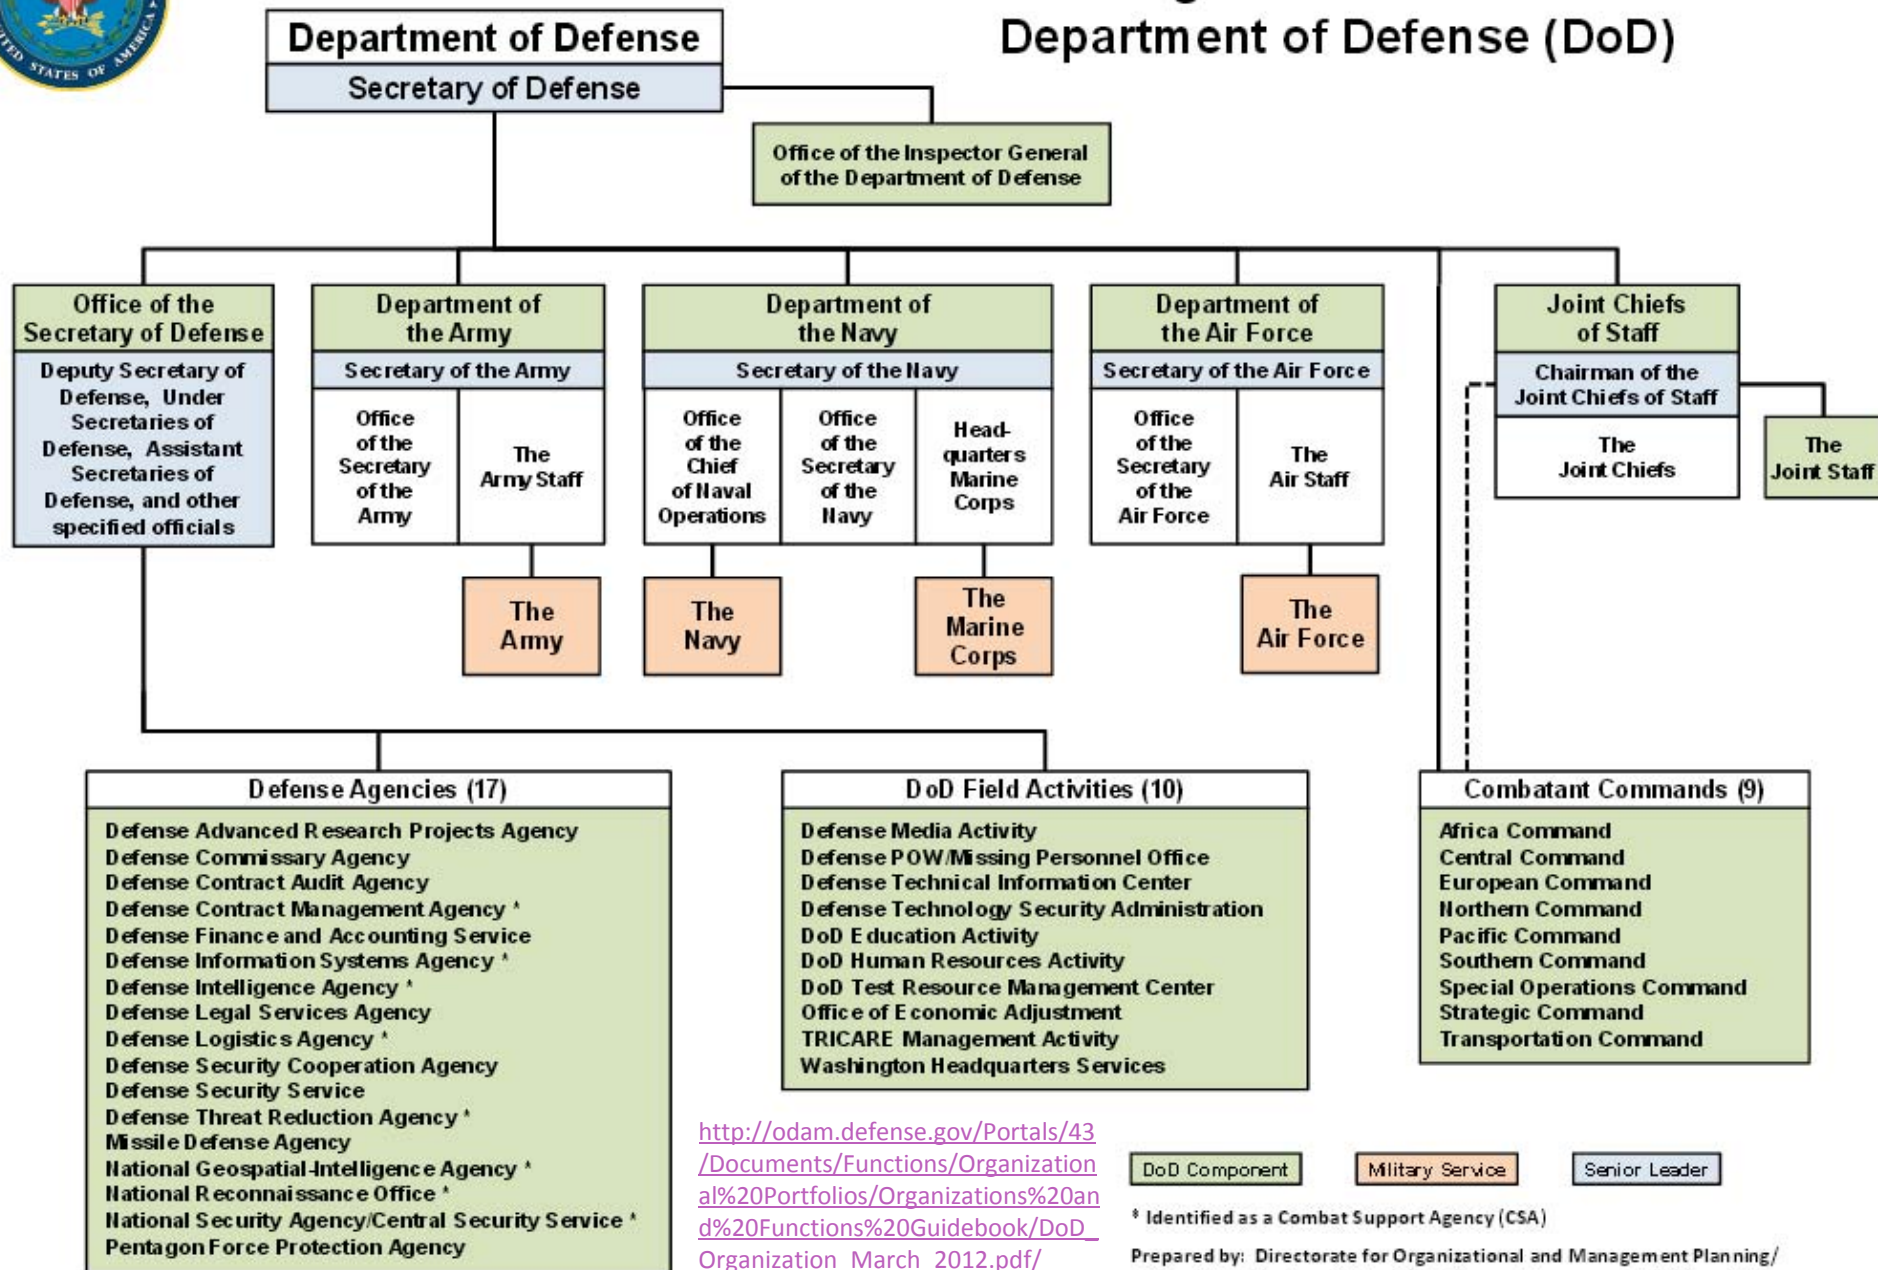 UNITED STATES OF AMERICA
Department of Defense (DoD)
Department of Defense
Secretary of Defense
Office of the Inspector General
of the Department of Defense
Office of the
Secretary of Defense
Deputy Secretary of
Defense, Under
Secretaries of
Defense, Assistant
Secretaries of
Defense, and other
specified officials
Department of
the Army
Secretary of the Army
Office
of the
Secretary
of the
Army
The
Army Staff
The
Army
Department of
the Navy
Secretary of the Navy
Office
of the
Chief
of Naval
Operations
Office
of the
Secretary
of the
Navy
Head-
quarters
Marine
Corps
The
Navy
The
Marine
Corps
Department of
the Air Force
Secretary of the Air Force
Office
of the
Secretary
of the
Air Force
The
Air Staff
The
Air Force
Joint Chiefs
of Staff
Chairman of the
Joint Chiefs of Staff
The
Joint Chiefs
The
Joint Staff
Defense Agencies (17)
Defense Advanced Research Projects Agency
Defense Commissary Agency
Defense Contract Audit Agency
Defense Contract Management Agency *
Defense Finance and Accounting Service
Defense Information Systems Agency *
Defense Intelligence Agency *
Defense Legal Services Agency
Defense Logistics Agency *
Defense Security Cooperation Agency
Defense Security Service
Defense Threat Reduction Agency *
Missile Defense Agency
National Geospatial-Intelligence Agency *
National Reconnaissance Office *
National Security Agency/Central Security Service *
Pentagon Force Protection Agency
DoD Field Activities (10)
Defense Media Activity
Defense POW/Missing Personnel Office
Defense Technical Information Center
Defense Technology Security Administration
DoD Education Activity
DoD Human Resources Activity
DoD Test Resource Management Center
Office of Economic Adjustment
TRICARE Management Activity
Washington Headquarters Services
Combatant Commands (9)
Africa Command
Central Command
European Command
Northern Command
Pacific Command
Southern Command
Special Operations Command
Strategic Command
Transportation Command
http://odam.defense.gov/Portals/43
/Documents/Functions/Organization
al%20Portfolios/Organizations%20an
d%20Functions%20Guidebook/DoD_
Organization_March_2012.pdf/
DoD Component
Military Service
Senior Leader
* Identified as a Combat Support Agency (CSA)
Prepared by: Directorate for Organizational and Management Planning/